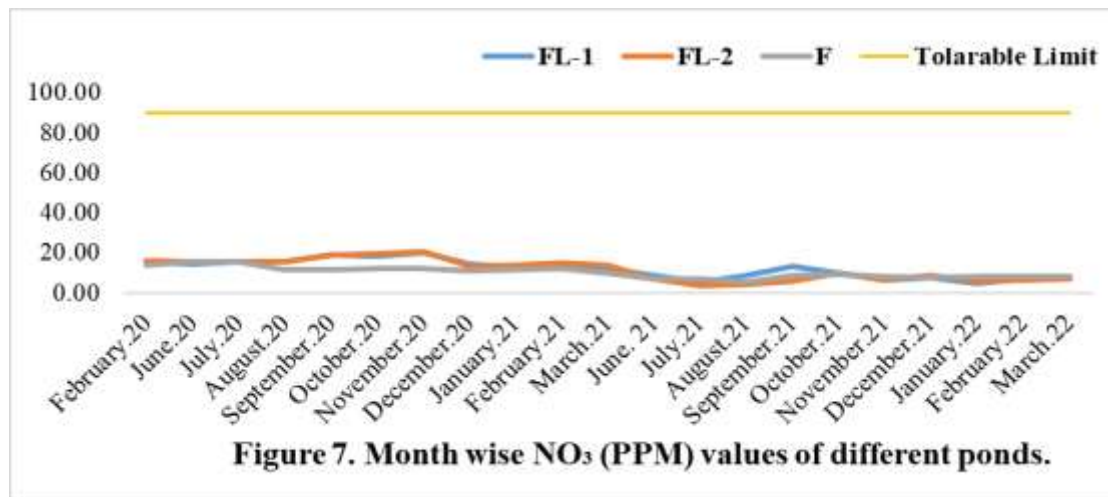 FL-1 FL-2 F Tolarable Limit
100.00
80.00
60.00
40.00
20.00
0.00
February.20
June.20
July.20
August.20
September.20
October.20
November.20
December.20
January.21
February.21
March.21
June. 21
July.21
August.21
September.21
October.21
November.21
December.21
January.22
February.22
March.22
Figure 7. Month wise NO₃ (PPM) values of different ponds.